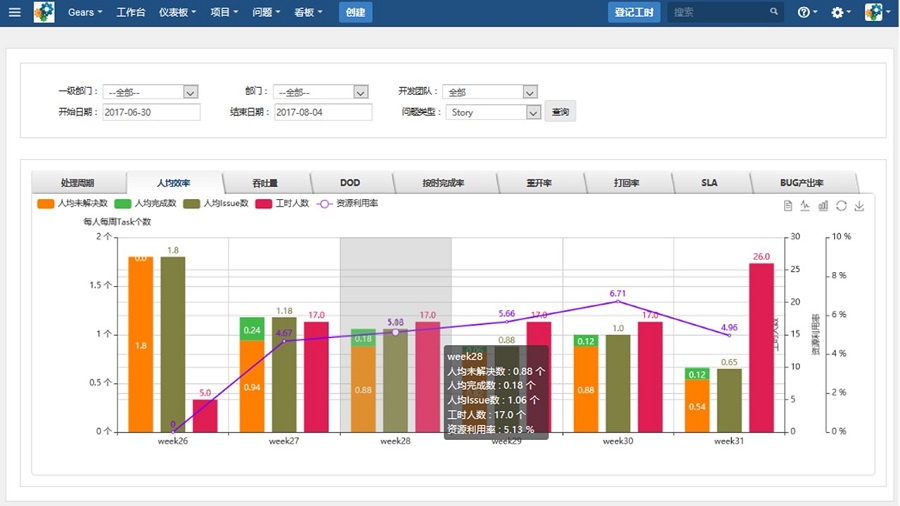 Gears 工作台 仪表板 项目 问题 看板 创建 登记工时 搜索
一级部门： --全部-- 部门： --全部-- 开发团队： 全部
开始日期： 2017-06-30 结束日期： 2017-08-04 问题类型： Story 查询
处理周期 人均效率 吞吐量 DOD 按时完成率 重开率 打回率 SLA BUG产出率
人均未解决数 人均完成数 人均Issue数 工时人数 资源利用率
每人每周Task个数
2 个 30 10 %
1.5 个 25 8 %
1 个 20 6 %
0.5 个 15 4 %
0 个 10 2 %
5 0 %
0
工时人数
资源利用率
0.0 1.8 1.8 5.0 0
0.24 0.94 1.18 17.0 4.67
0.18 0.88 17.0
0.88 17.0 5.66
0.12 0.88 1.0 17.0 6.71
0.12 0.54 0.65 26.0 4.96
week28
人均未解决数 : 0.88 个
人均完成数 : 0.18 个
人均Issue数 : 1.06 个
工时人数 : 17.0 个
资源利用率 : 5.13 %
week26 week27 week28 week29 week30 week31